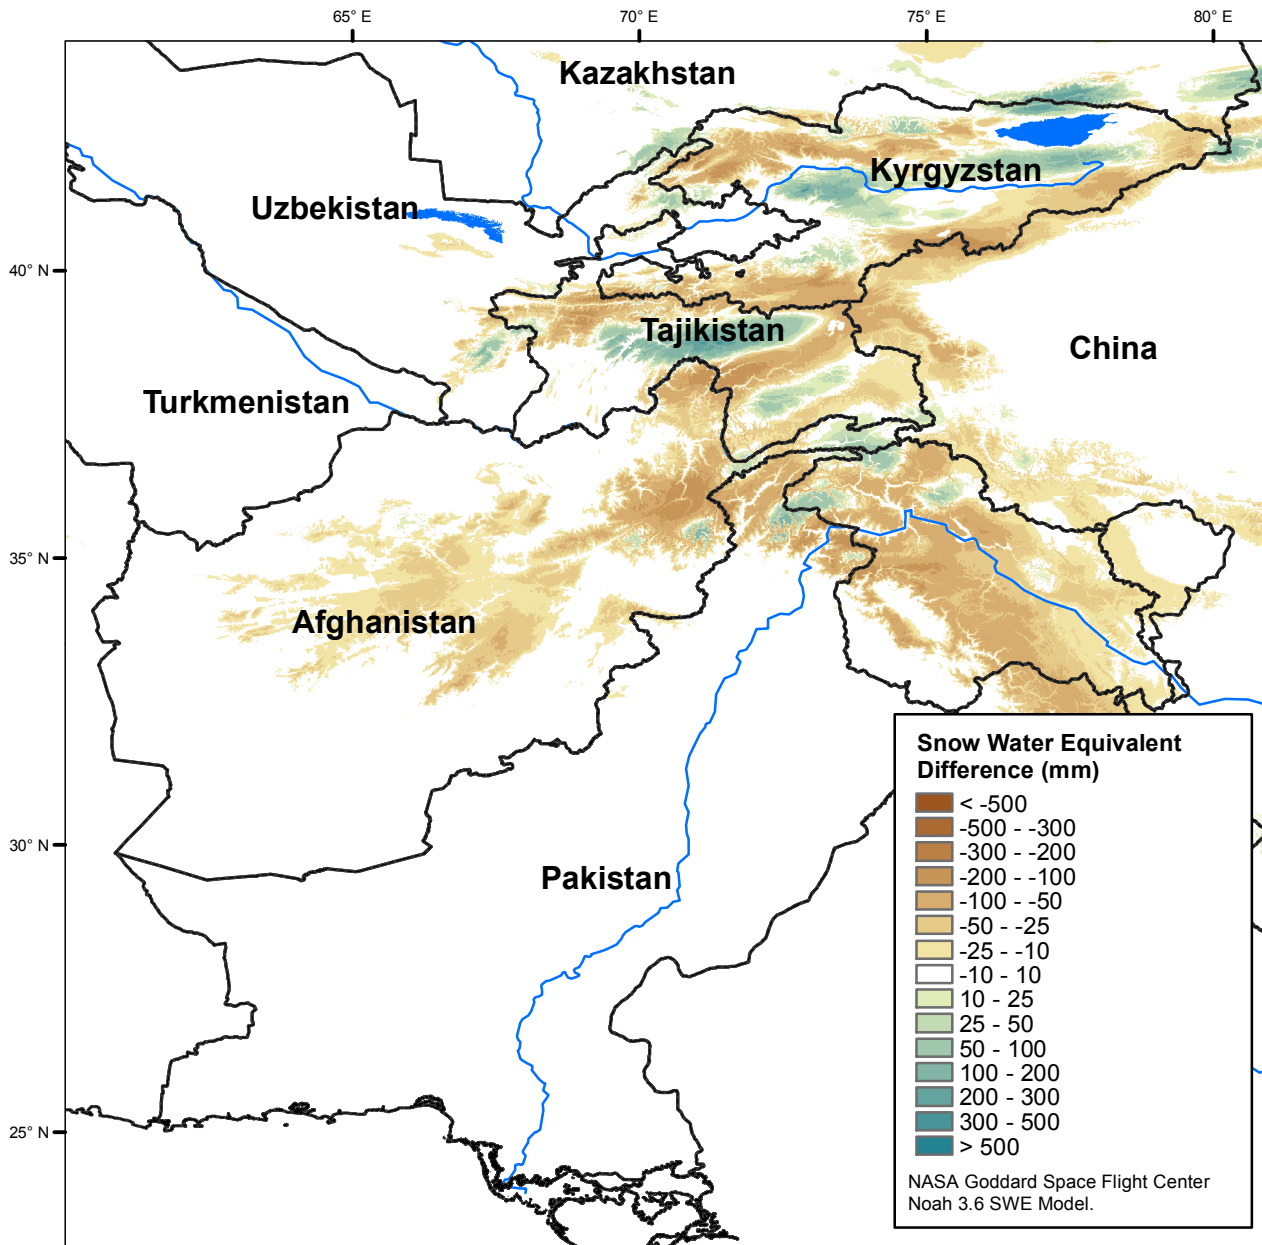 65° E
70° E
75° E
80° E
Kazakhstan
Kyrgyzstan
Uzbekistan
40° N
Tajikistan
China
Turkmenistan
35° N
Afghanistan
Snow Water Equivalent
Difference (mm)
< -500
-500 - -300
-300 - -200
-200 - -100
-100 - -50
-50 - -25
-25 - -10
-10 - 10
10 - 25
25 - 50
50 - 100
100 - 200
200 - 300
300 - 500
> 500
NASA Goddard Space Flight Center
Noah 3.6 SWE Model.
30° N
Pakistan
25° N